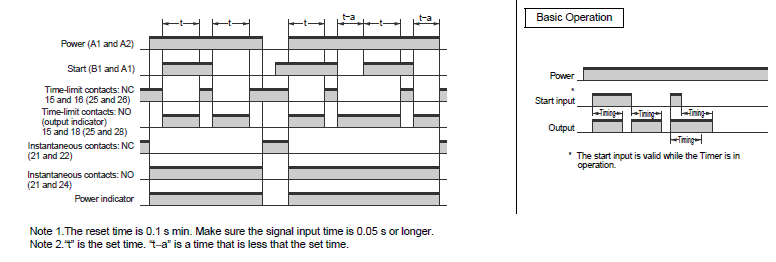 t
t
t
t–a
t
t–a
Power (A1 and A2)
Start (B1 and A1)
Time-limit contacts: NC
15 and 16 (25 and 26)
Time-limit contacts: NO
(output indicator)
15 and 18 (25 and 28)
Instantaneous contacts: NC
(21 and 22)
Instantaneous contacts: NO
(21 and 24)
Power indicator
Note 1.The reset time is 0.1 s min. Make sure the signal input time is 0.05 s or longer.
Note 2.“t” is the set time. “t–a” is a time that is less that the set time.
Basic Operation
Power
*
Start input
Timing
Timing
Timing
Output
Timing
* The start input is valid while the Timer is in
operation.